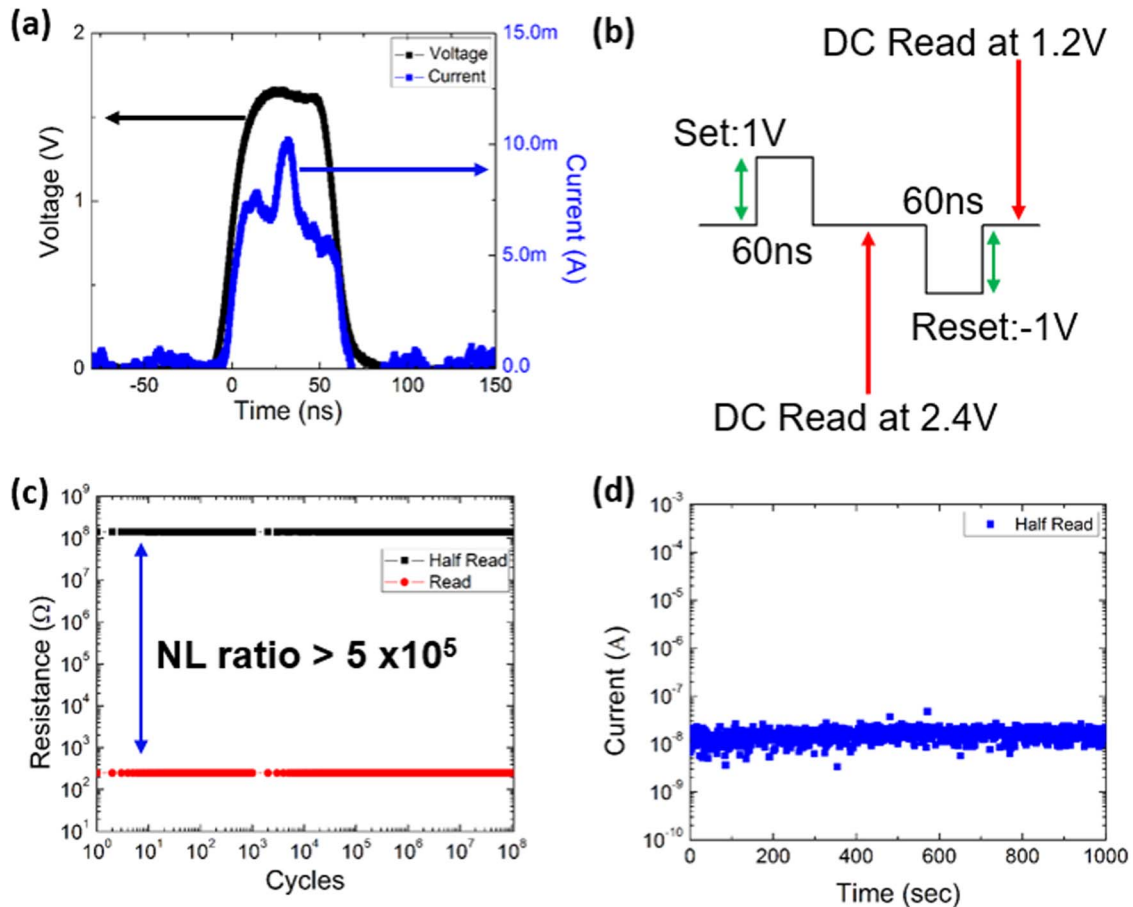 (a)
15.0m
10.0m
5.0m
0.0
Current (A)
2
1
0
Voltage (V)
Voltage
Current
-50
0
50
100
150
Time (ns)
(b)
DC Read at 1.2V
Set:1V
60ns
60ns
Reset:-1V
DC Read at 2.4V
(c)
10⁹
10⁸
10⁷
10⁶
10⁵
10⁴
10³
10²
10¹
Resistance (Ω)
Half Read
Read
NL ratio > 5 x10⁵
10⁰ 10¹ 10² 10³ 10⁴ 10⁵ 10⁶ 10⁷ 10⁸
Cycles
(d)
10⁻³
10⁻⁴
10⁻⁵
10⁻⁶
10⁻⁷
10⁻⁸
10⁻⁹
10⁻¹⁰
Current (A)
Half Read
0 200 400 600 800 1000
Time (sec)